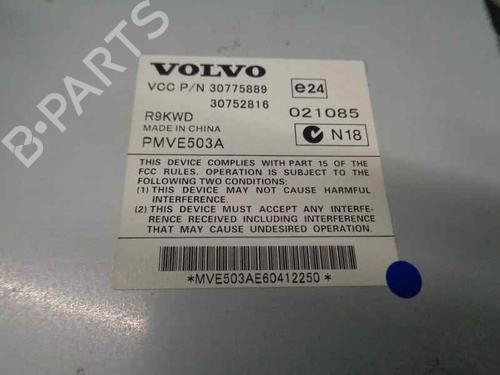 VOLVO
VCC P/N 30775889
30752816
e24
021085
R9KWD
MADE IN CHINA
PMVE503A
N18
THIS DEVICE COMPLIES WITH PART 15 OF THE
FCC RULES. OPERATION IS SUBJECT TO THE
FOLLOWING TWO CONDITIONS:
(1) THIS DEVICE MAY NOT CAUSE HARMFUL
INTERFERENCE.
(2) THIS DEVICE MUST ACCEPT ANY INTERFE-
RENCE RECEIVED INCLUDING INTERFERENCE
THAT MAY CAUSE UNDESIRED OPERATION.
*MVE503AE60412250*
B-PARTS